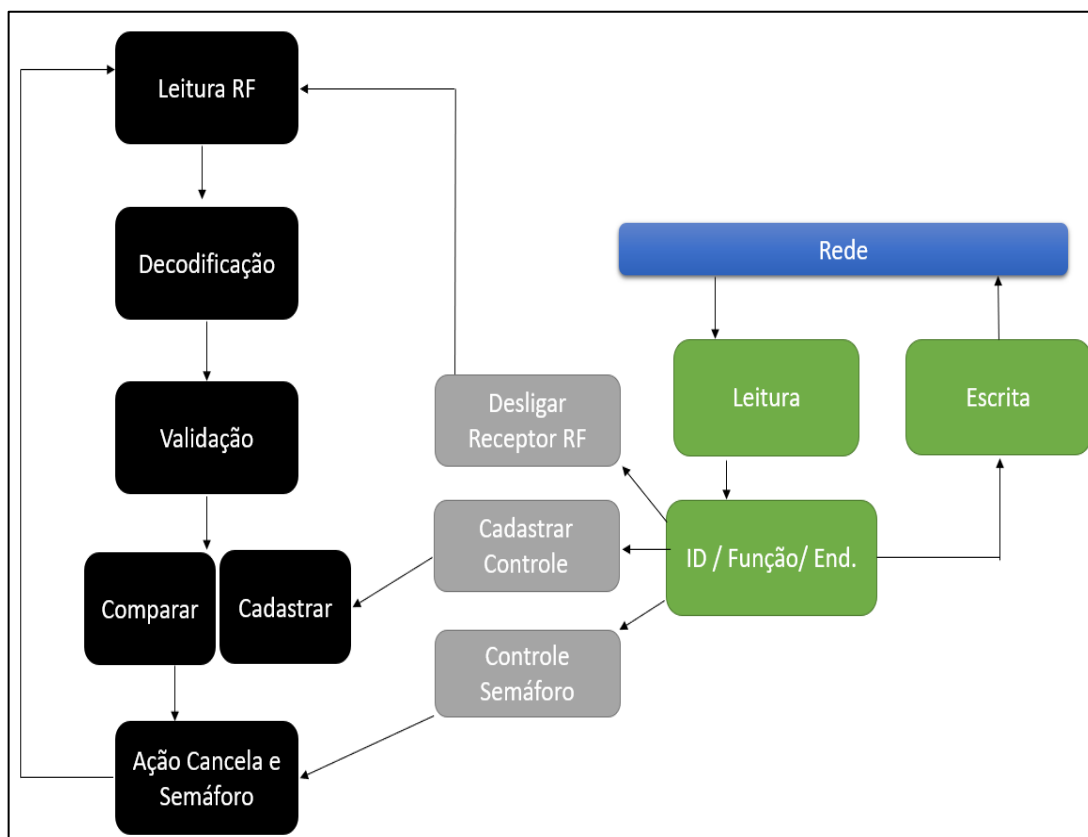 Leitura RF
Decodificação
Validação
Comparar
Cadastrar
Ação Cancela e
Semáforo
Desligar
Receptor RF
Cadastrar
Controle
Controle
Semáforo
Rede
Leitura
Escrita
ID / Função/ End.